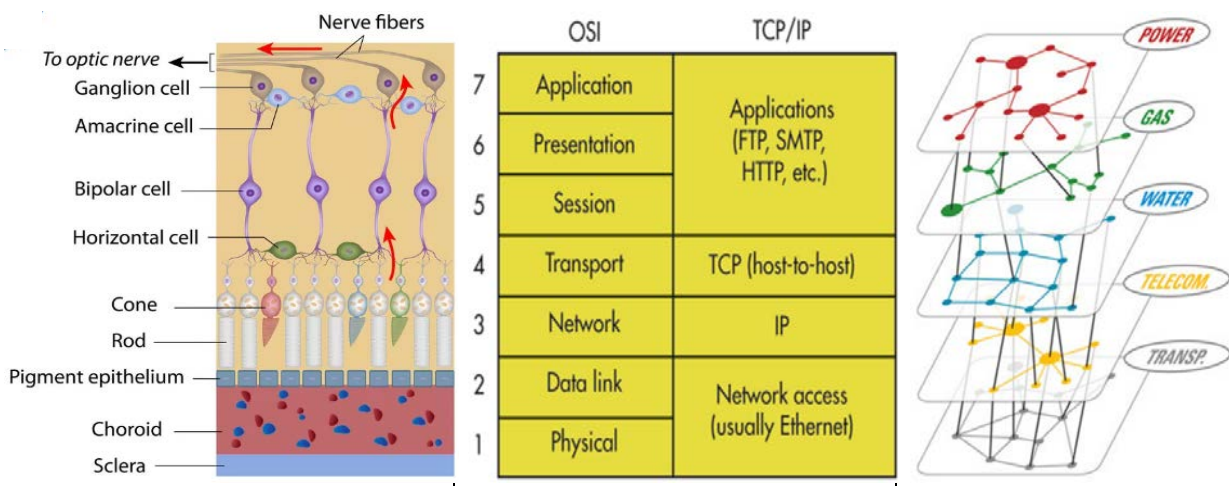 Nerve fibers
To optic nerve
Ganglion cell
Amacrine cell
Bipolar cell
Horizontal cell
Cone
Rod
Pigment epithelium
Choroid
Sclera
OSI
TCP/IP
7
Application
6
Presentation
5
Session
Applications
(FTP, SMTP,
HTTP, etc.)
4
Transport
TCP (host-to-host)
3
Network
IP
2
Data link
1
Physical
Network access
(usually Ethernet)
POWER
GAS
WATER
TELECOM.
TRANSP.